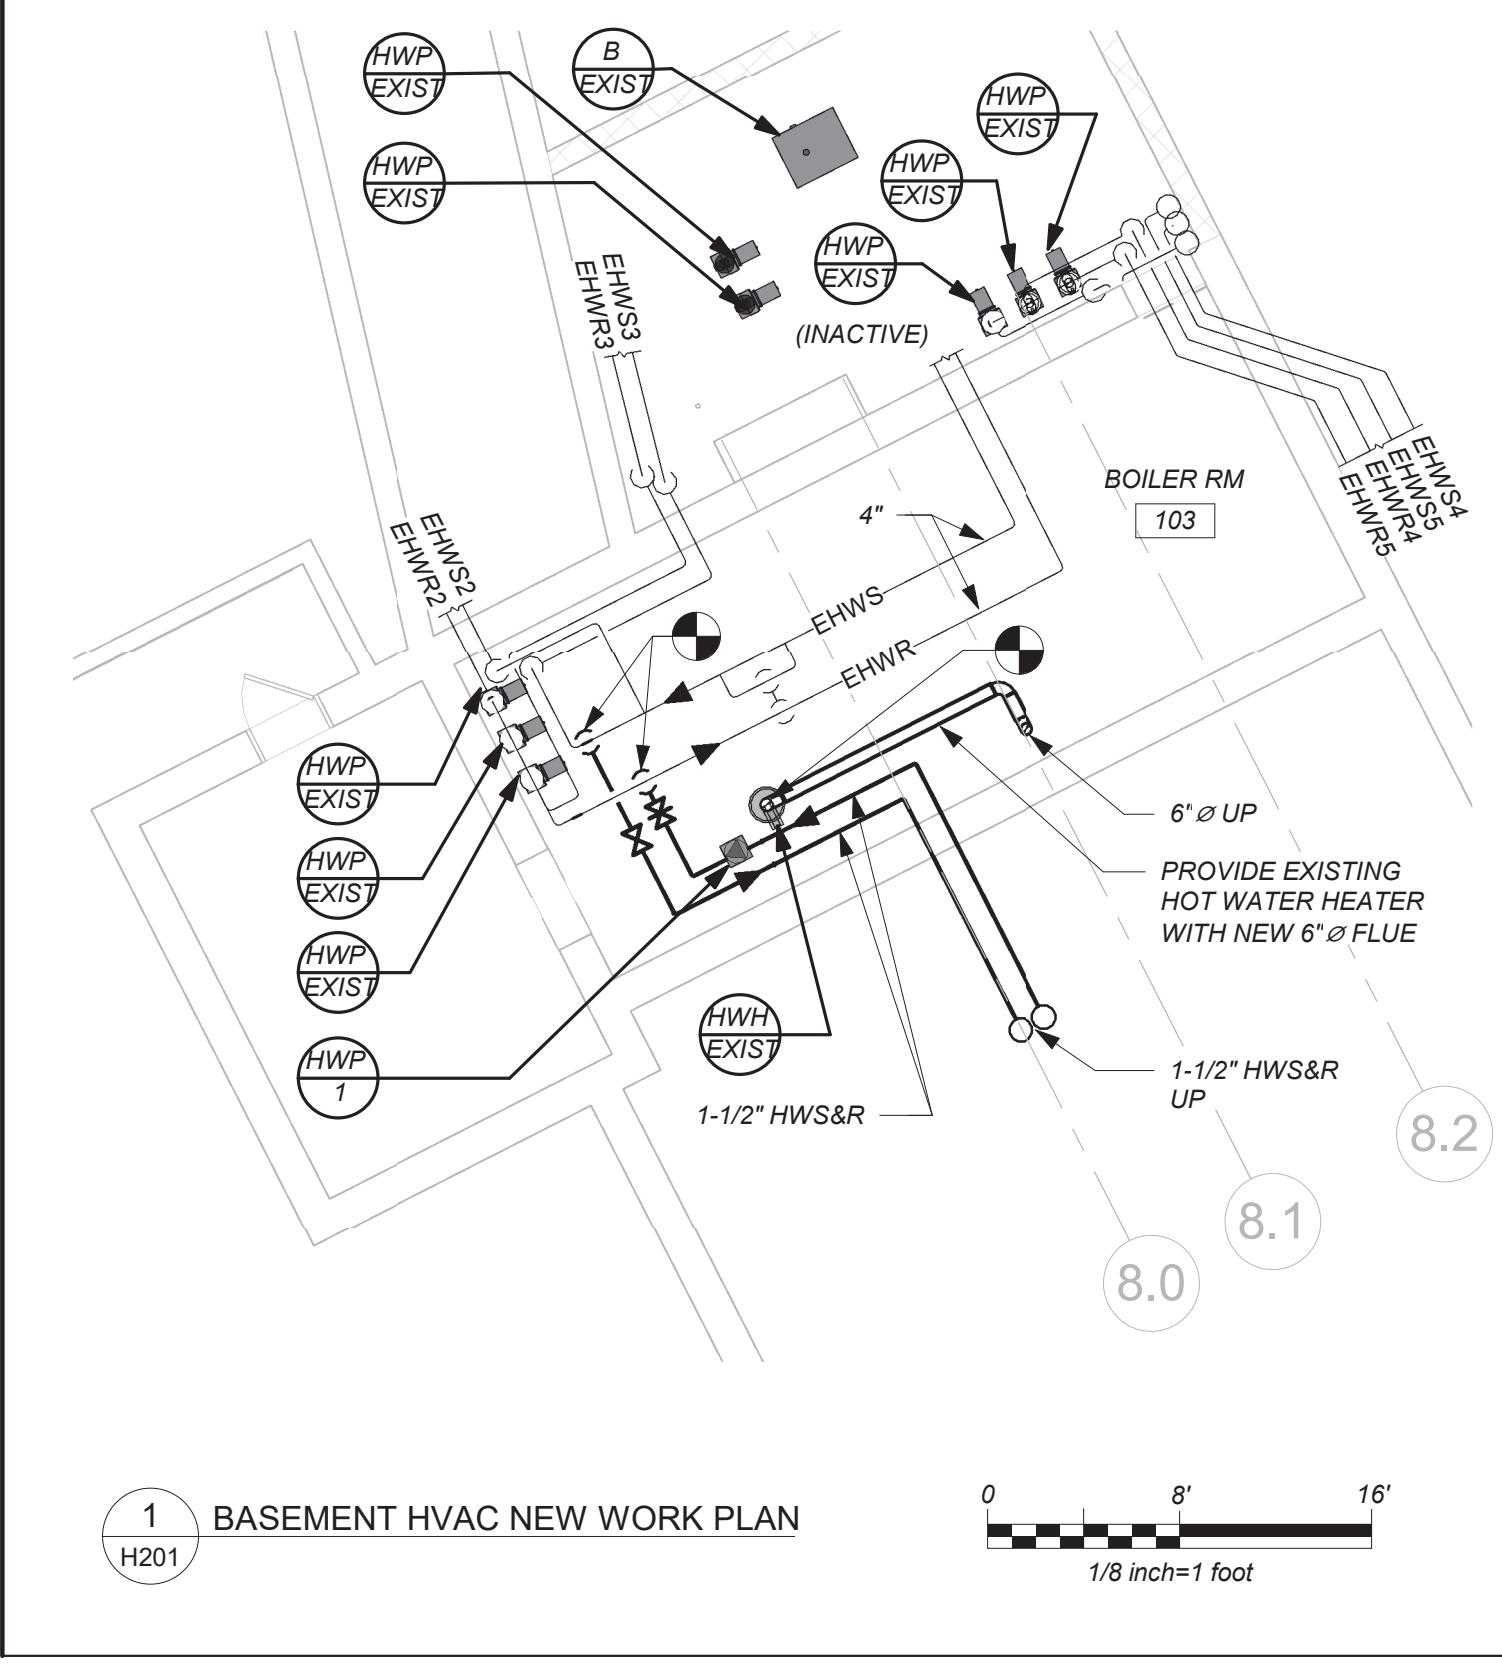 HWP
EXIST
B
EXIST
HWP
EXIST
HWP
EXIST
HWP
EXIST
HWP
EXIST
(INACTIVE)
EHWS3
EHWR3
BOILER RM
103
4"
EHWS4
EHWS5
EHWR4
EHWR5
EHWS2
EHWR2
EHWS
EHWR
HWP
EXIST
HWP
EXIST
HWP
EXIST
HWP
1
6"Ø UP
PROVIDE EXISTING
HOT WATER HEATER
WITH NEW 6"Ø FLUE
HWH
EXIST
1-1/2" HWS&R
1-1/2" HWS&R
UP
8.2
8.1
8.0
1
H201
BASEMENT HVAC NEW WORK PLAN
0 8' 16'
1/8 inch=1 foot